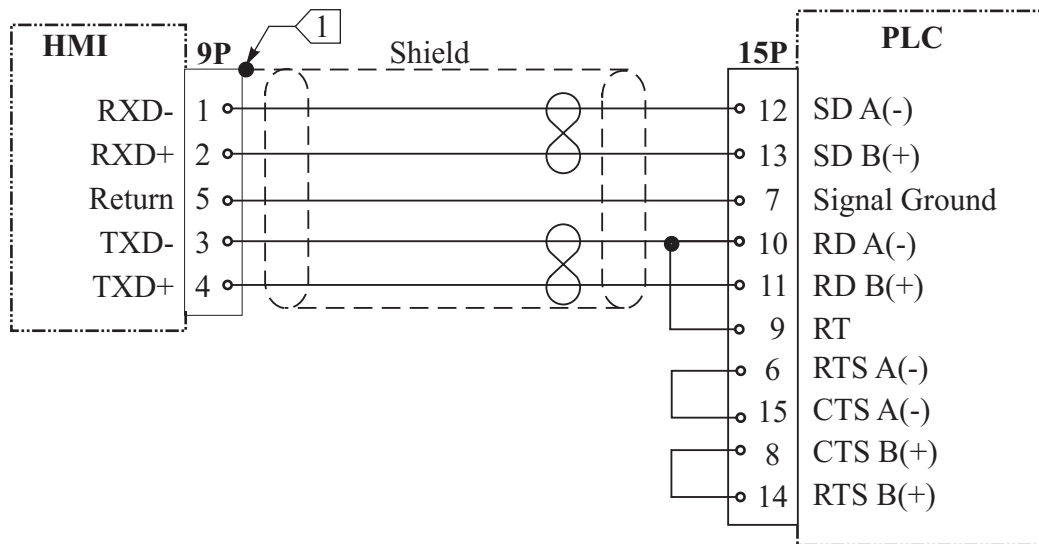 1
HMI 9P Shield 15P PLC
RXD- 1 12 SD A(-)
RXD+ 2 13 SD B(+)
Return 5 7 Signal Ground
TXD- 3 10 RD A(-)
TXD+ 4 11 RD B(+)
9 RT
6 RTS A(-)
15 CTS A(-)
8 CTS B(+)
14 RTS B(+)